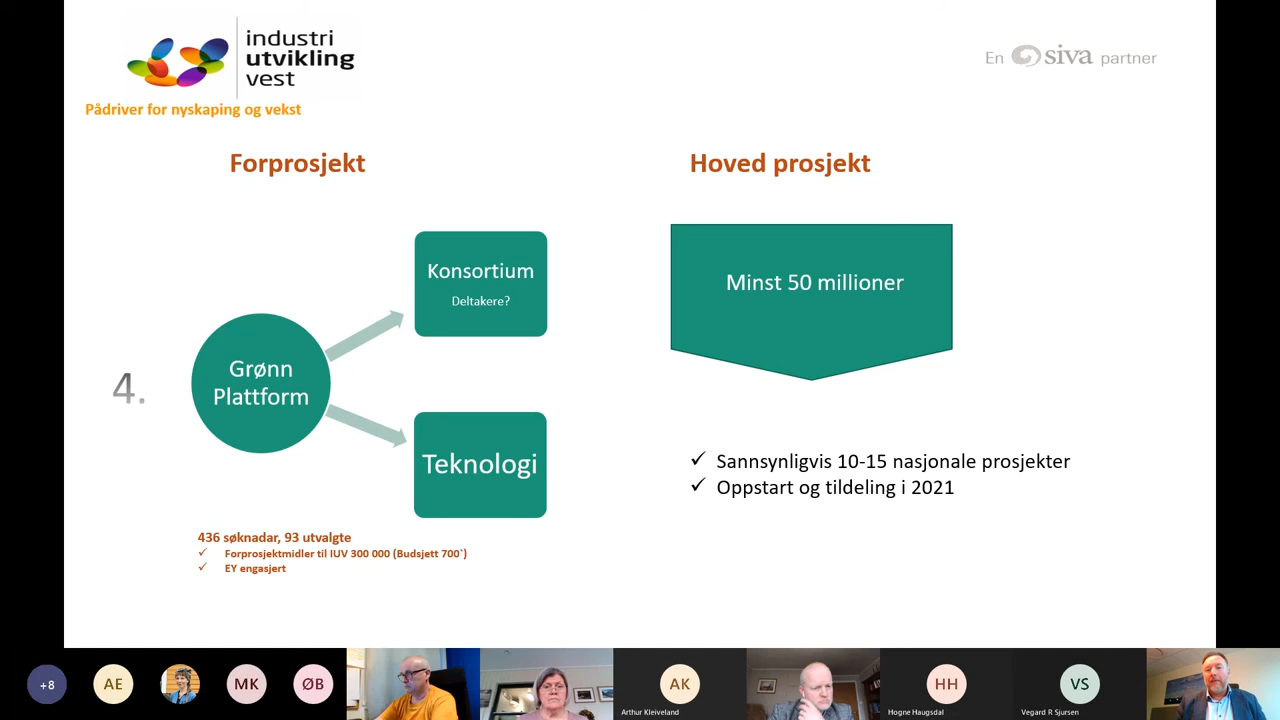 industri
utvikling
vest
En siva partner
Pådriver for nyskaping og vekst
Forprosjekt
Hoved prosjekt
Konsortium
Deltakere?
Minst 50 millioner
Grønn
Plattform
4.
Teknologi
✓ Sannsynligvis 10-15 nasjonale prosjekter
✓ Oppstart og tildeling i 2021
436 søknadar, 93 utvalgte
✓ Forprosjektmidler til IUV 300 000 (Budsjett 700`)
✓ EY engasjert
+8
AE
MK
ØB
AK
Arthur Kleiveland
HH
Hogne Haugsdal
VS
Vegard R Sjursen